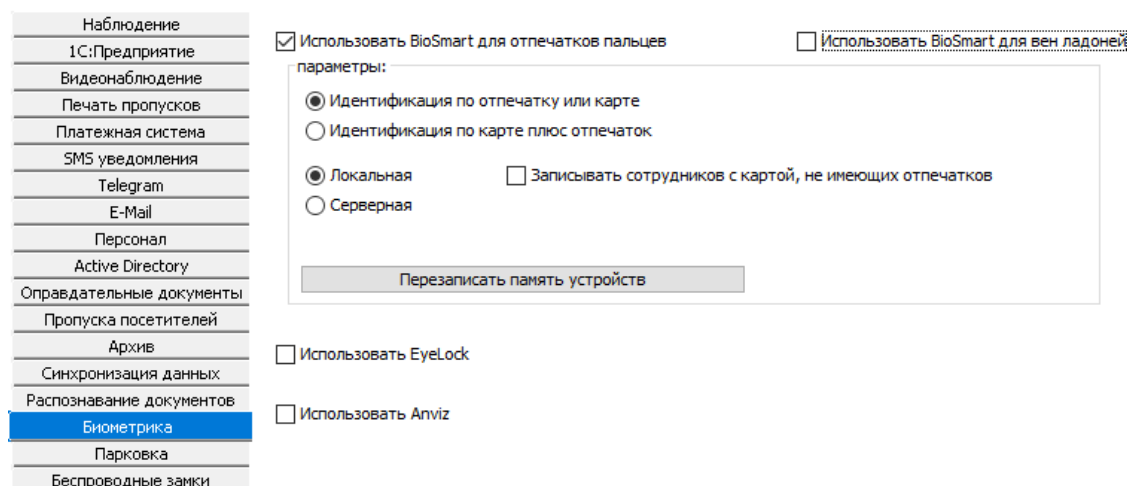 Наблюдение
1С:Предприятие
Видеонаблюдение
Печать пропусков
Платежная система
SMS уведомления
Telegram
E-Mail
Персонал
Active Directory
Оправдательные документы
Пропуска посетителей
Архив
Синхронизация данных
Распознавание документов
Биометрика
Парковка
Беспроводные замки
Использовать BioSmart для отпечатков пальцев
Использовать BioSmart для вен ладоней
параметры:
Идентификация по отпечатку или карте
Идентификация по карте плюс отпечаток
Локальная
Записывать сотрудников с картой, не имеющих отпечатков
Серверная
Перезаписать память устройств
Использовать EyeLock
Использовать Anviz